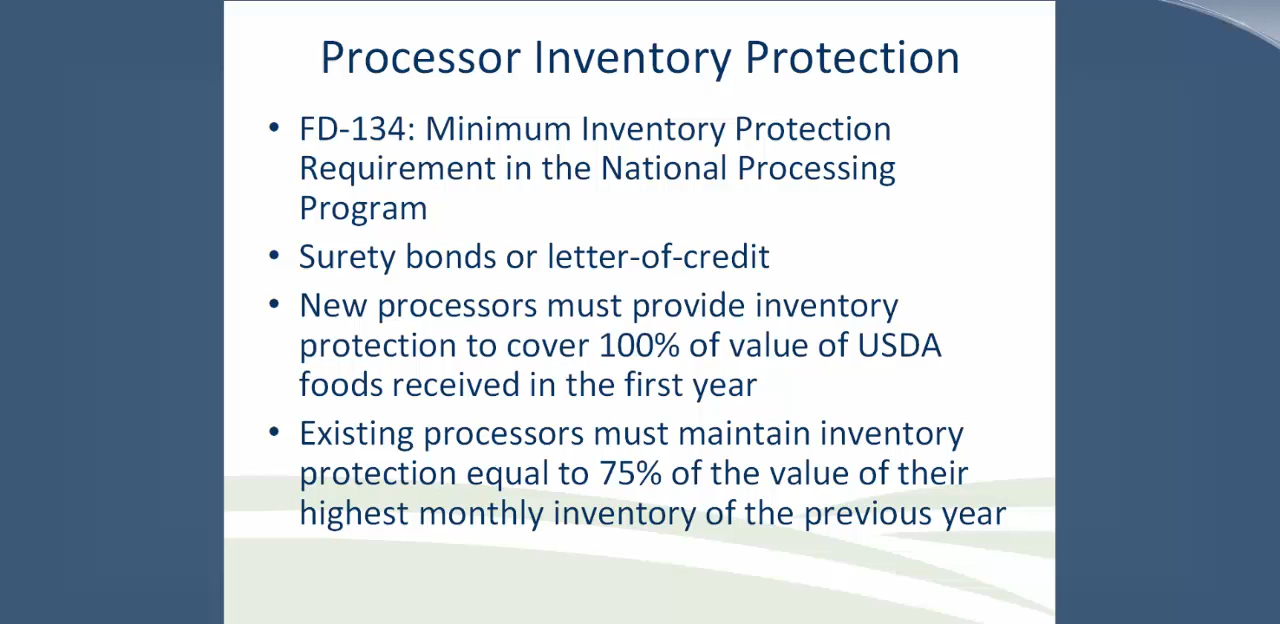 Processor Inventory Protection
• FD-134: Minimum Inventory Protection
Requirement in the National Processing
Program
• Surety bonds or letter-of-credit
• New processors must provide inventory
protection to cover 100% of value of USDA
foods received in the first year
• Existing processors must maintain inventory
protection equal to 75% of the value of their
highest monthly inventory of the previous year